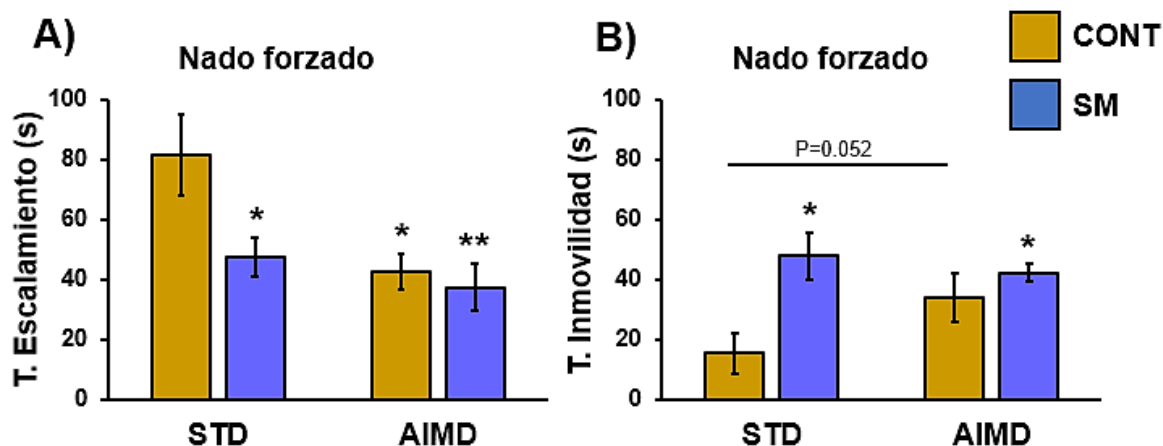 A)
Nado forzado
T. Escalamiento (s)
100
80
60
40
20
0
*
*
**
STD
AIMD
B)
Nado forzado
T. Inmovilidad (s)
100
80
60
40
20
0
P=0.052
*
*
STD
AIMD
CONT
SM